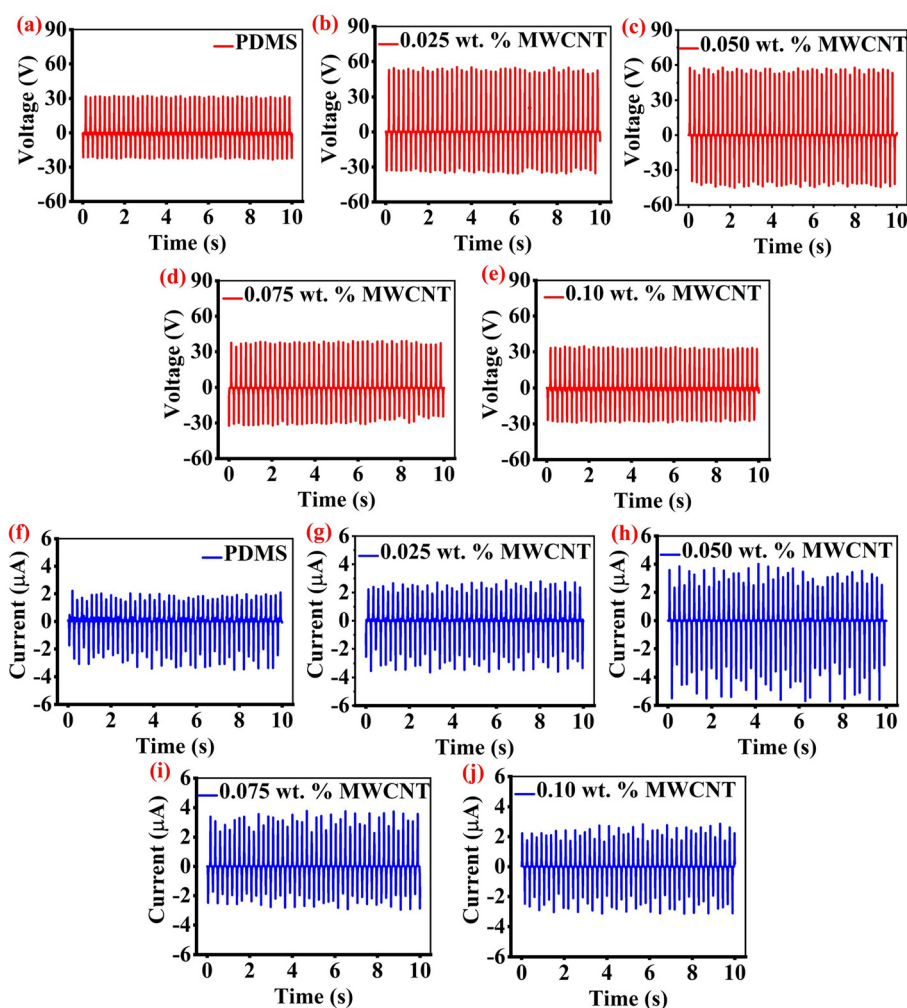 (a)
PDMS
90
60
30
0
-30
-60
Voltage (V)
0 2 4 6 8 10
Time (s)
(b)
0.025 wt. % MWCNT
90
60
30
0
-30
-60
Voltage (V)
0 2 4 6 8 10
Time (s)
(c)
0.050 wt. % MWCNT
90
60
30
0
-30
-60
Voltage (V)
0 2 4 6 8 10
Time (s)
(d)
0.075 wt. % MWCNT
90
60
30
0
-30
-60
Voltage (V)
0 2 4 6 8 10
Time (s)
(e)
0.10 wt. % MWCNT
90
60
30
0
-30
-60
Voltage (V)
0 2 4 6 8 10
Time (s)
(f)
PDMS
6
4
2
0
-2
-4
-6
Current (μA)
0 2 4 6 8 10
Time (s)
(g)
0.025 wt. % MWCNT
6
4
2
0
-2
-4
-6
Current (μA)
0 2 4 6 8 10
Time (s)
(h)
0.050 wt. % MWCNT
6
4
2
0
-2
-4
-6
Current (μA)
0 2 4 6 8 10
Time (s)
(i)
0.075 wt. % MWCNT
6
4
2
0
-2
-4
-6
Current (μA)
0 2 4 6 8 10
Time (s)
(j)
0.10 wt. % MWCNT
6
4
2
0
-2
-4
-6
Current (μA)
0 2 4 6 8 10
Time (s)